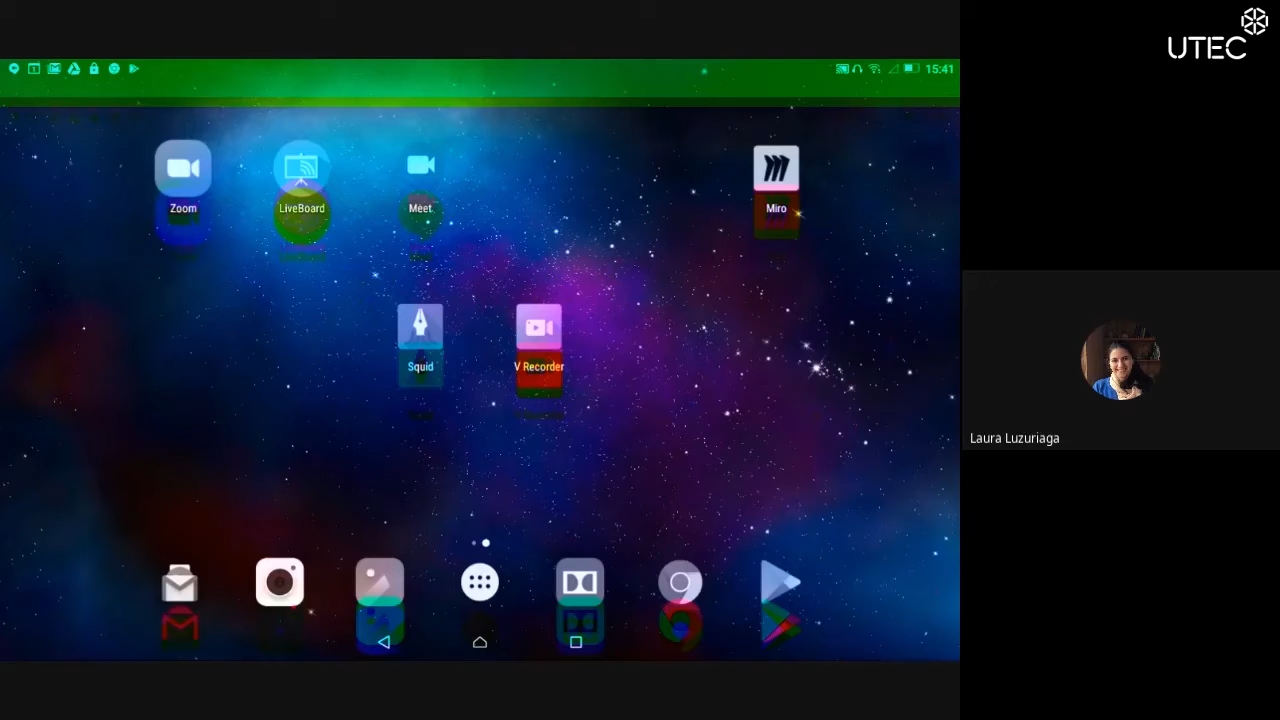 UTEC
15:41
Zoom
LiveBoard
Meet
Miro
Squid
V Recorder
Laura Luzuriaga